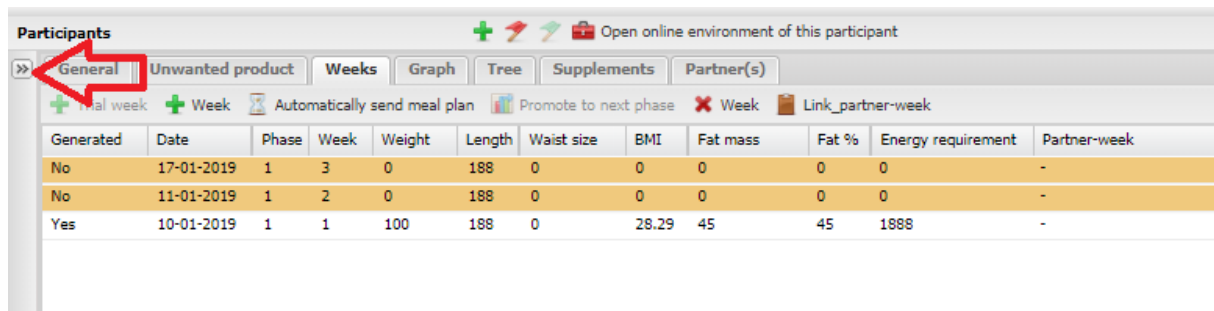 Participants Open online environment of this participant
» General Unwanted product Weeks Graph Tree Supplements Partner(s)
Trial week Week Automatically send meal plan Promote to next phase Week Link_partner-week
Generated Date Phase Week Weight Length Waist size BMI Fat mass Fat % Energy requirement Partner-week
No 17-01-2019 1 3 0 188 0 0 0 0 0 -
No 11-01-2019 1 2 0 188 0 0 0 0 0 -
Yes 10-01-2019 1 1 100 188 0 28.29 45 45 1888 -